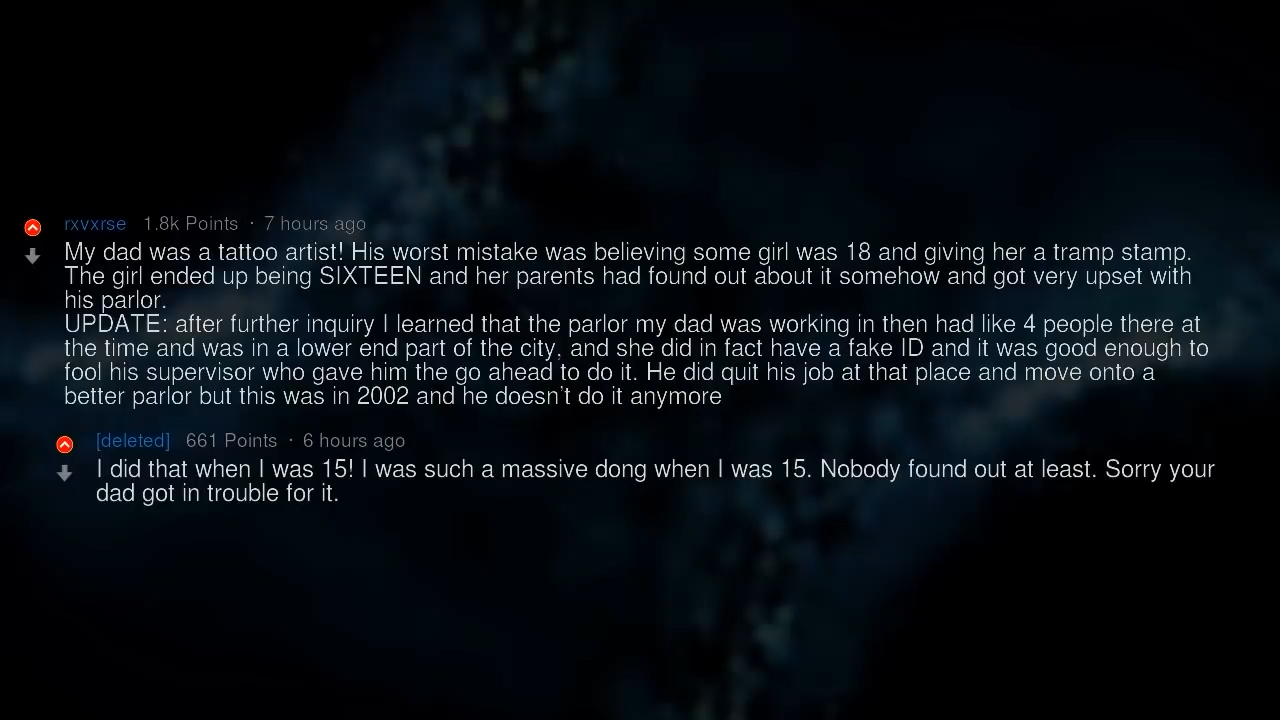 rxvxrse 1.8k Points · 7 hours ago
My dad was a tattoo artist! His worst mistake was believing some girl was 18 and giving her a tramp stamp.
The girl ended up being SIXTEEN and her parents had found out about it somehow and got very upset with
his parlor.
UPDATE: after further inquiry I learned that the parlor my dad was working in then had like 4 people there at
the time and was in a lower end part of the city, and she did in fact have a fake ID and it was good enough to
fool his supervisor who gave him the go ahead to do it. He did quit his job at that place and move onto a
better parlor but this was in 2002 and he doesn't do it anymore
[deleted] 661 Points · 6 hours ago
I did that when I was 15! I was such a massive dong when I was 15. Nobody found out at least. Sorry your
dad got in trouble for it.